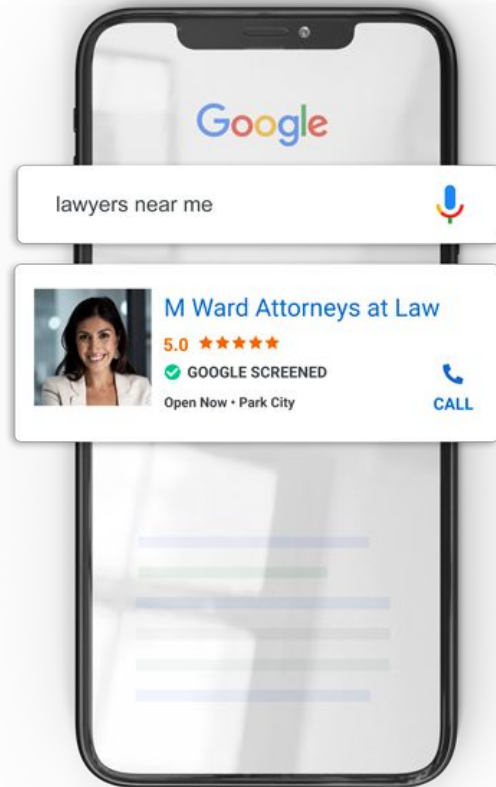 Google
lawyers near me
M Ward Attorneys at Law
5.0
GOOGLE SCREENED
Open Now • Park City
CALL